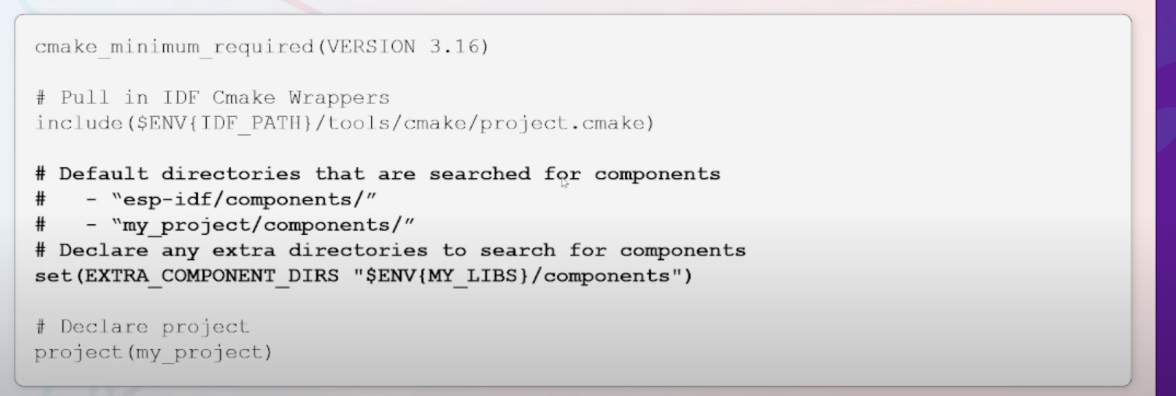 cmake_minimum_required(VERSION 3.16)
# Pull in IDF Cmake Wrappers
include($ENV{IDF_PATH}/tools/cmake/project.cmake)
# Default directories that are searched for components
#   - “esp-idf/components/”
#   - “my_project/components/”
# Declare any extra directories to search for components
set(EXTRA_COMPONENT_DIRS "$ENV{MY_LIBS}/components")
# Declare project
project(my_project)